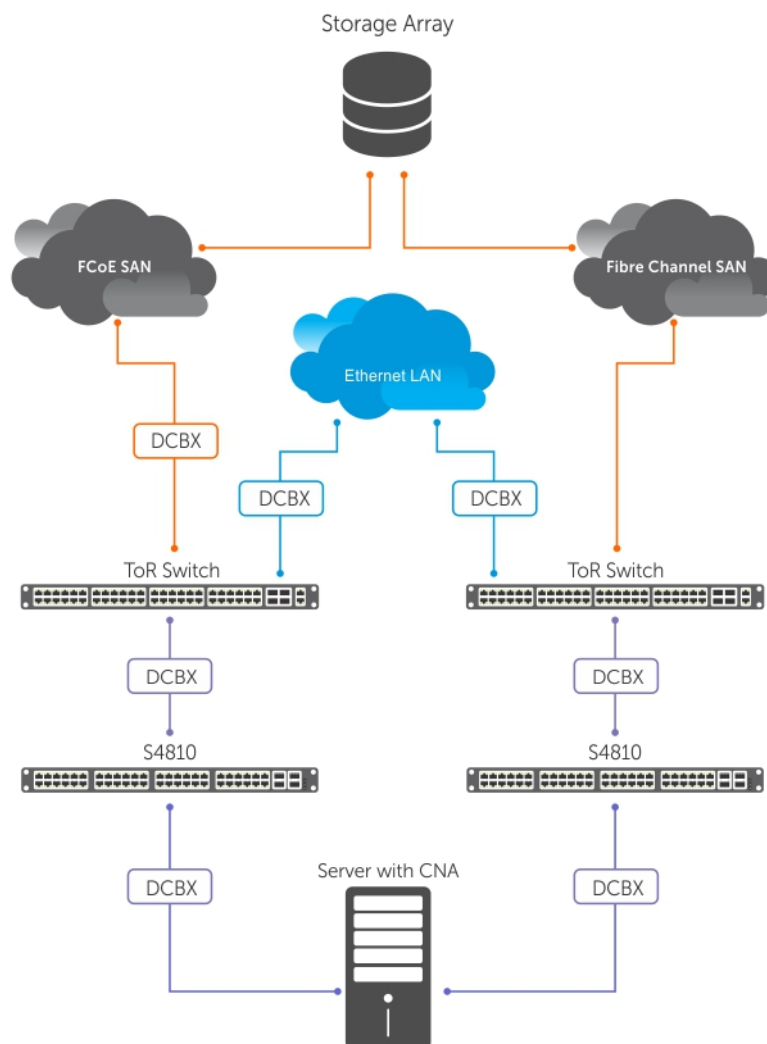 Storage Array
FCoE SAN
Fibre Channel SAN
Ethernet LAN
DCBX
DCBX
DCBX
ToR Switch
ToR Switch
DCBX
DCBX
S4810
S4810
Server with CNA
DCBX
DCBX